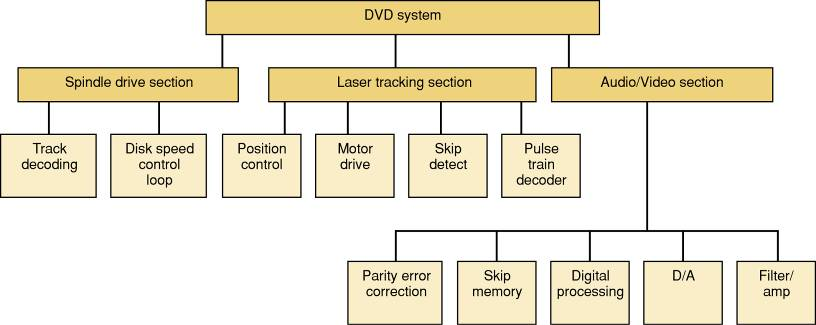 DVD system
Spindle drive section
Laser tracking section
Audio/Video section
Track
decoding
Disk speed
control
loop
Position
control
Motor
drive
Skip
detect
Pulse
train
decoder
Parity error
correction
Skip
memory
Digital
processing
D/A
Filter/
amp